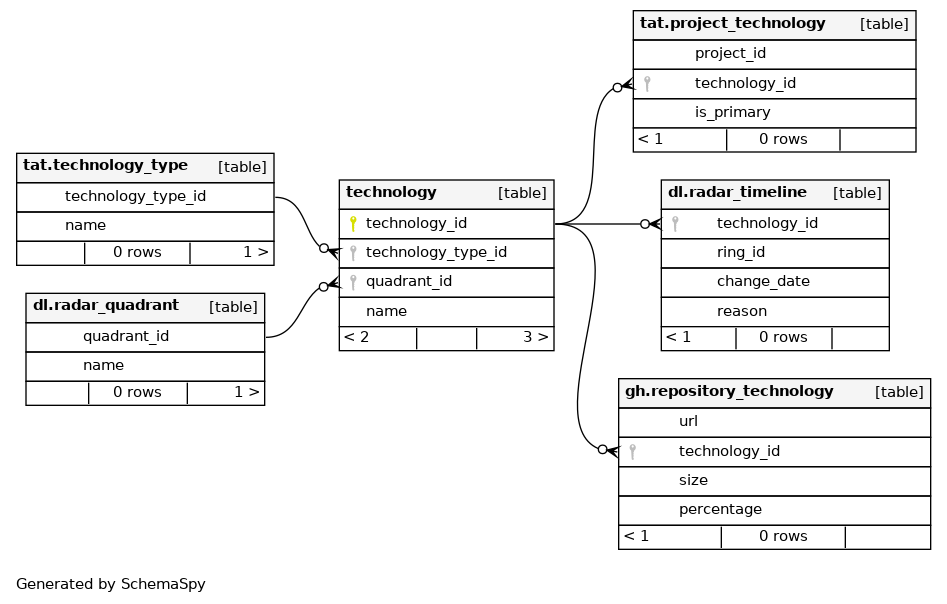 tat.project_technology [table]
project_id
technology_id
is_primary
< 1 0 rows
tat.technology_type [table]
technology_type_id
name
0 rows 1 >
technology [table]
technology_id
technology_type_id
quadrant_id
name
< 2 3 >
dl.radar_timeline [table]
technology_id
ring_id
change_date
reason
< 1 0 rows
dl.radar_quadrant [table]
quadrant_id
name
0 rows 1 >
gh.repository_technology [table]
url
technology_id
size
percentage
< 1 0 rows
Generated by SchemaSpy